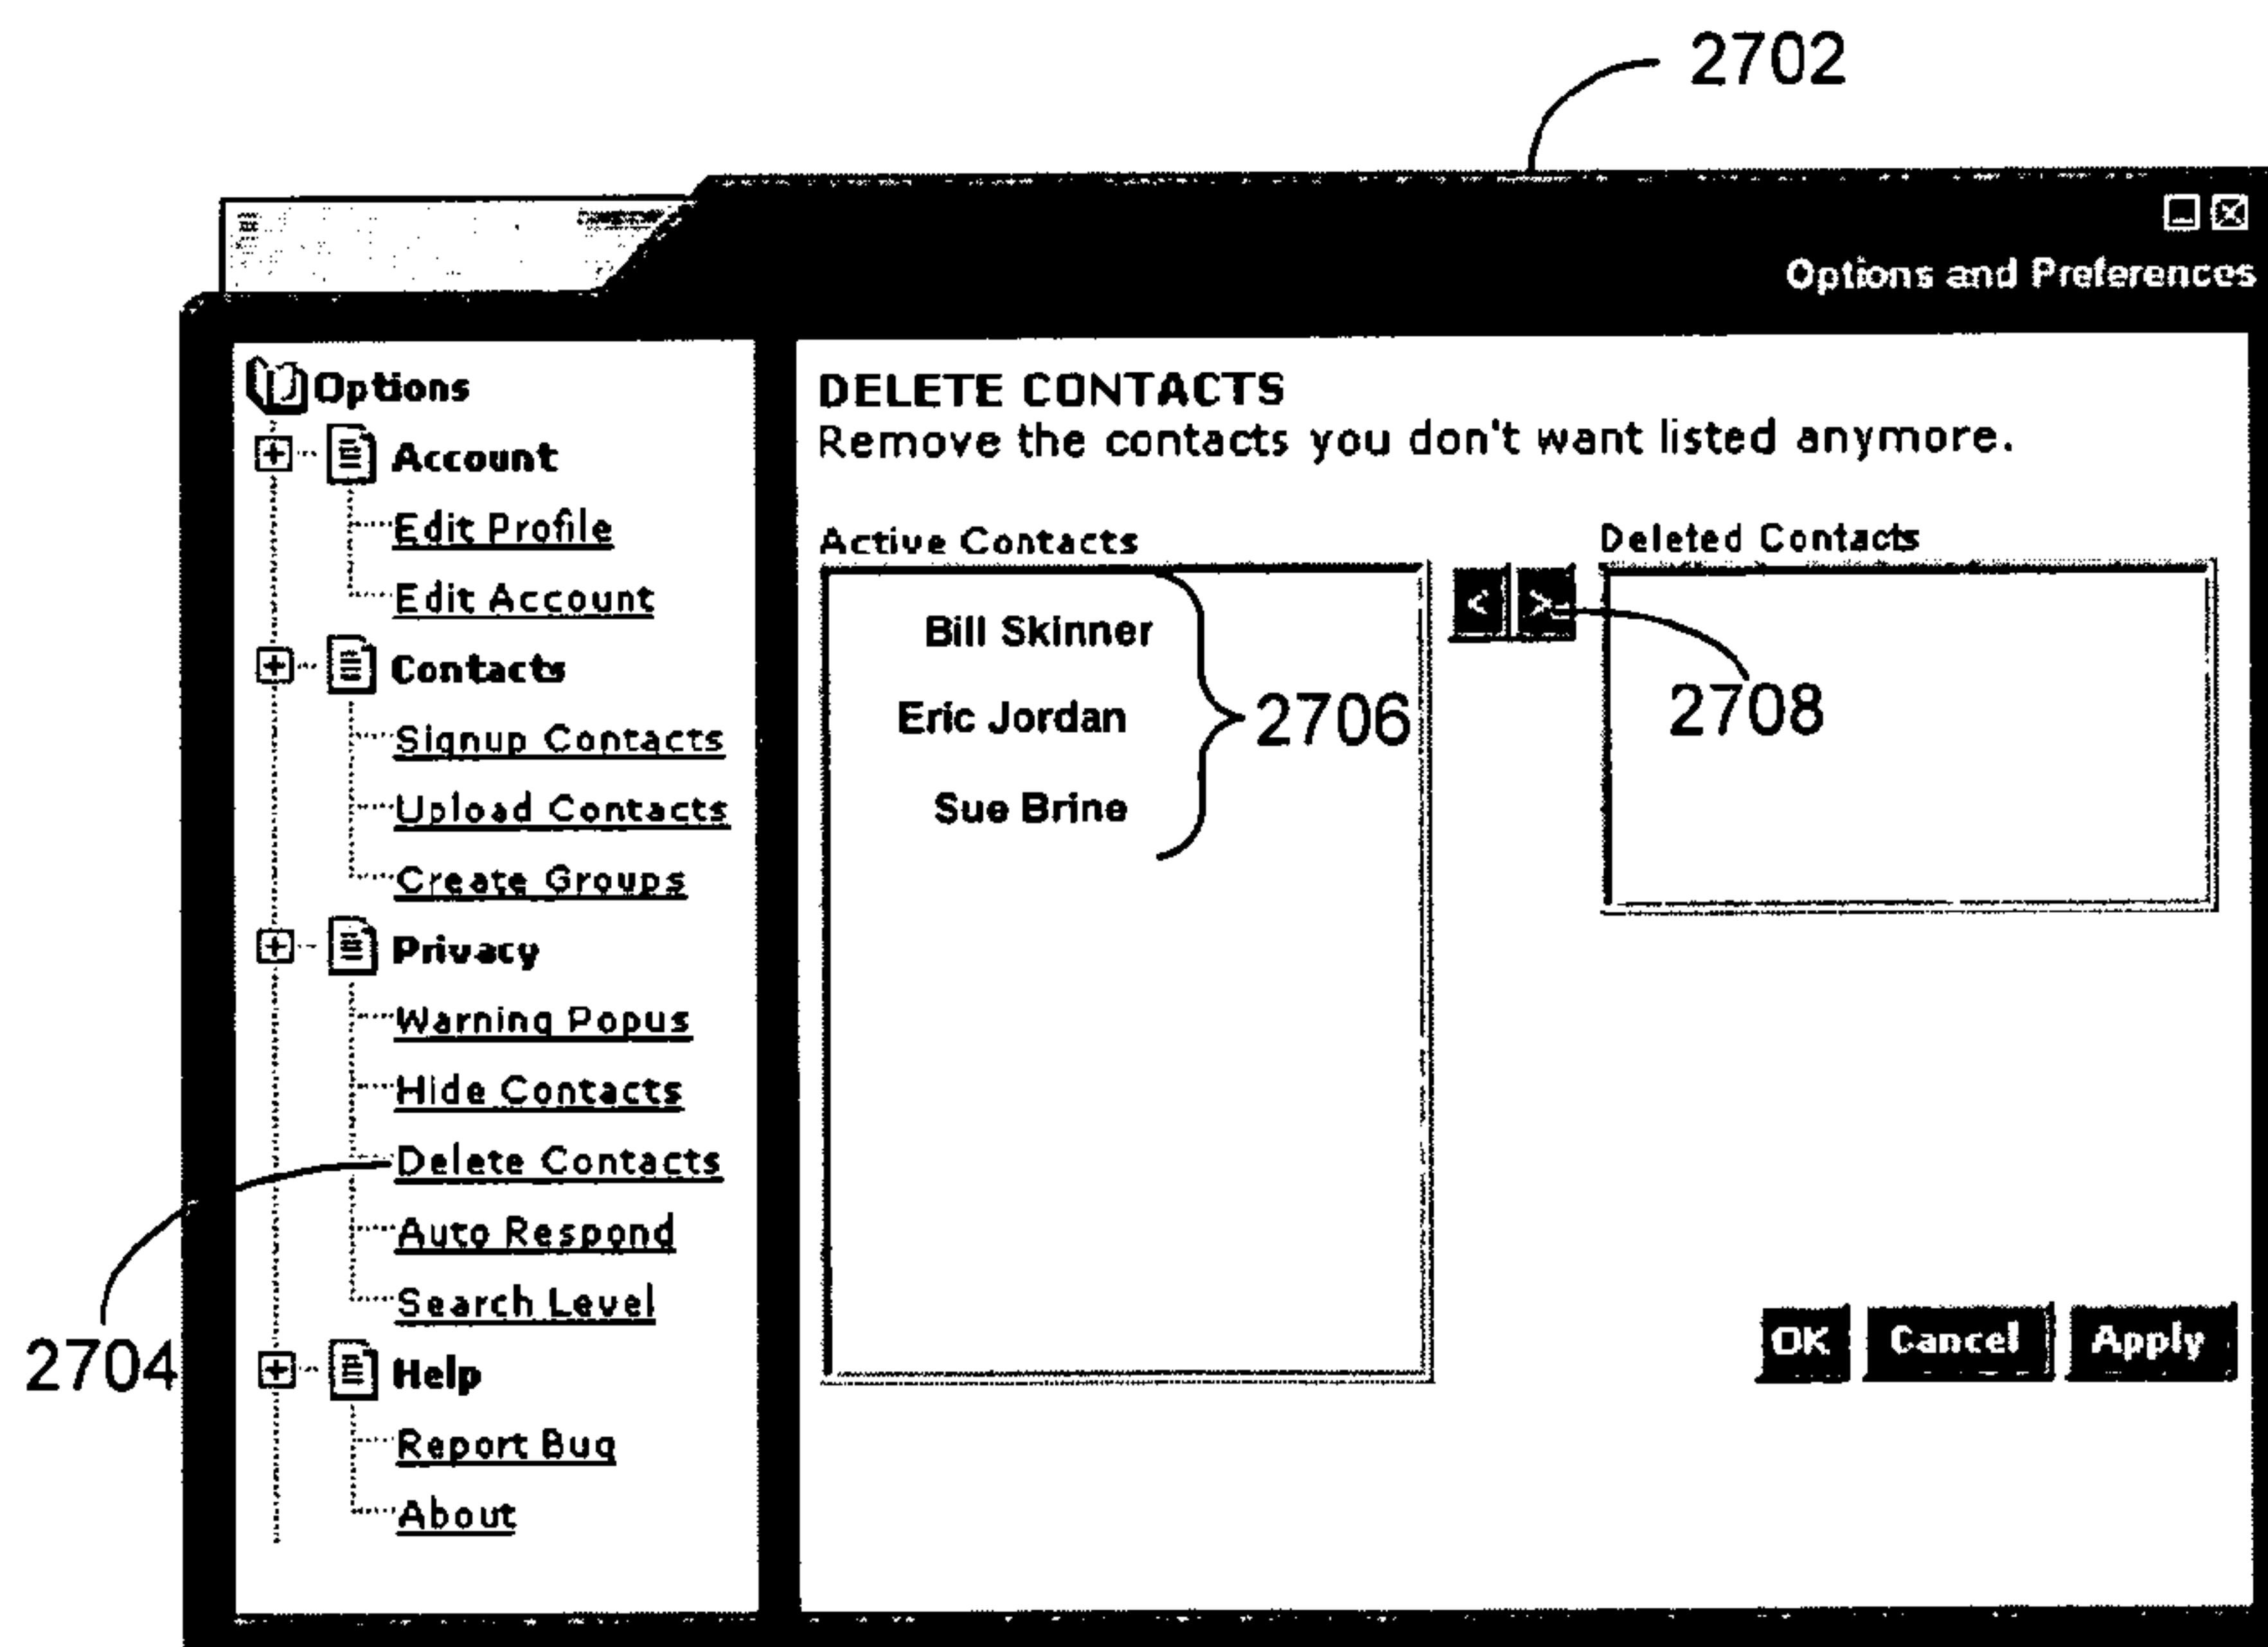 2702
Options and Preferences
Options
Account
Edit Profile
Edit Account
Contacts
Signup Contacts
Upload Contacts
Create Groups
Privacy
Warning Popus
Hide Contacts
Delete Contacts
Auto Respond
Search Level
Help
Report Bug
About
2704
DELETE CONTACTS
Remove the contacts you don't want listed anymore.
Active Contacts
Bill Skinner
Eric Jordan
Sue Brine
2706
< >
2708
Deleted Contacts
OK Cancel Apply